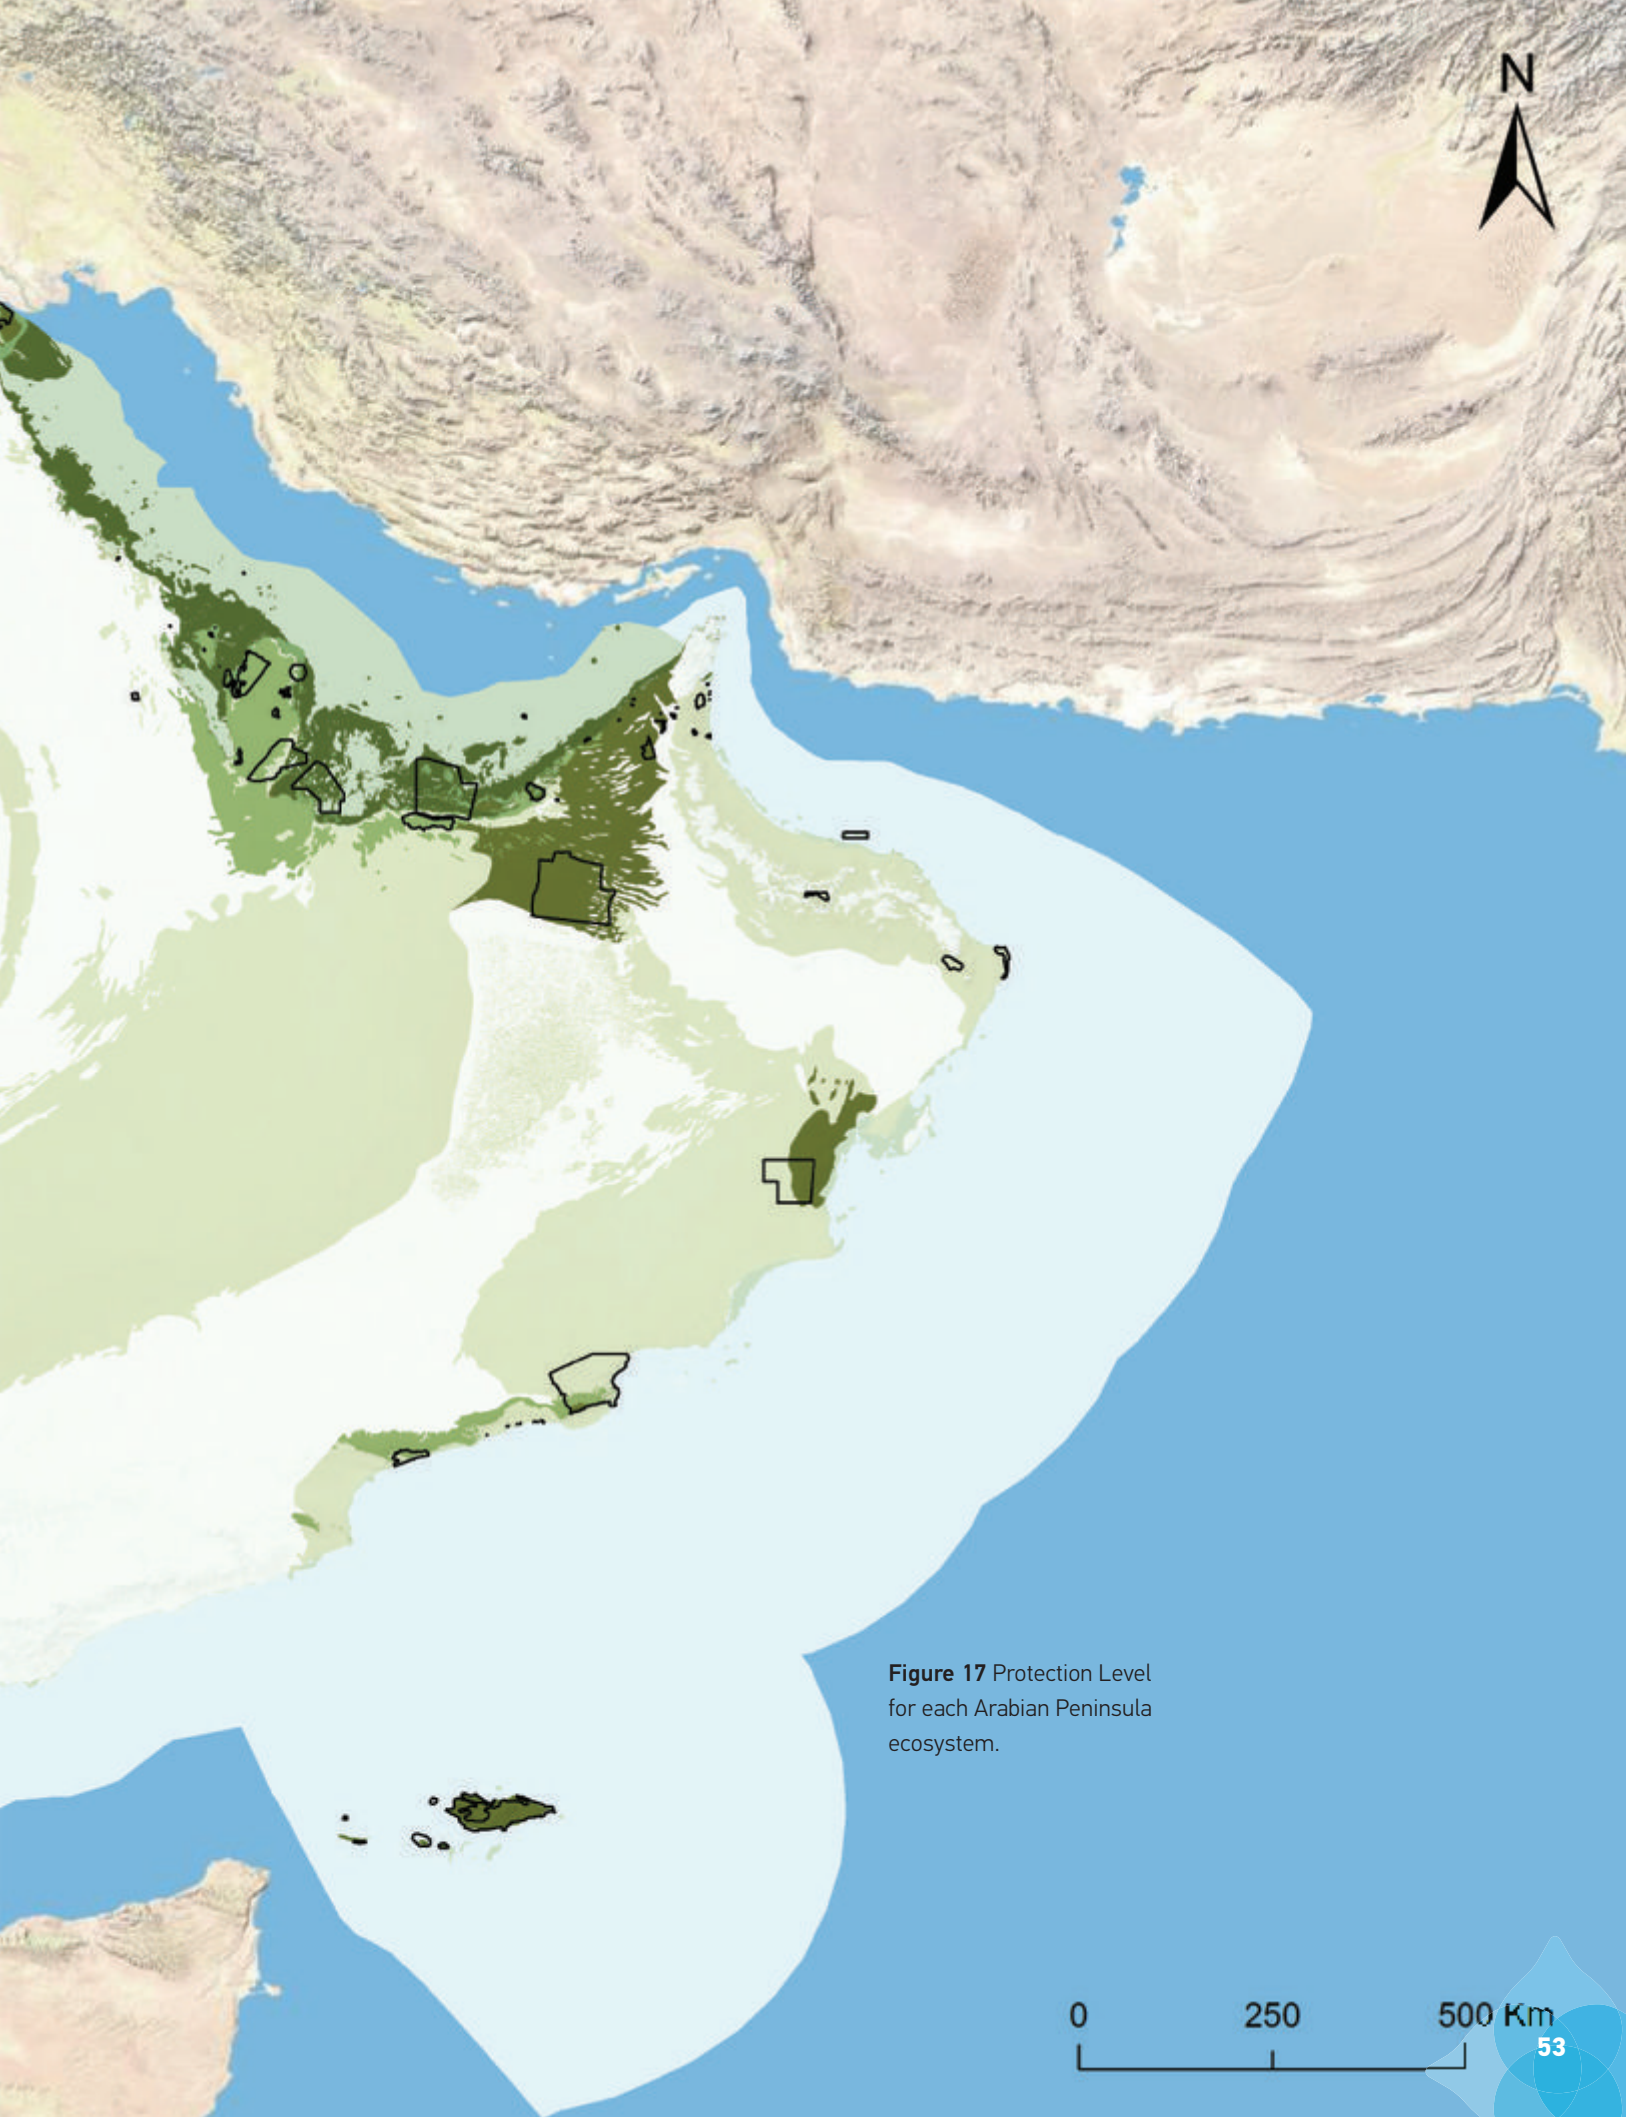 N
Figure 17 Protection Level
for each Arabian Peninsula
ecosystem.
0 250 500 Km
53